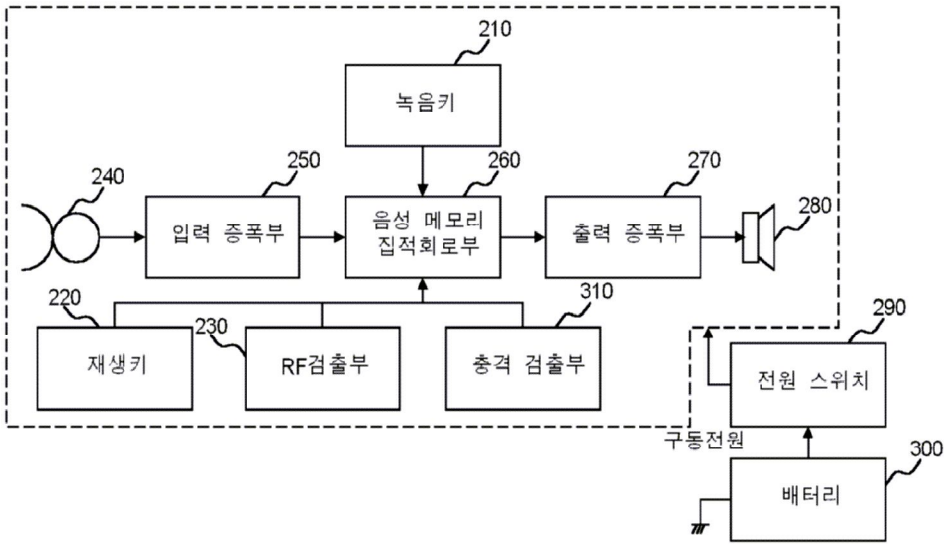 210
녹음키
240
250
260
270
280
입력 증폭부
음성 메모리
집적회로부
출력 증폭부
220
230
310
290
재생키
RF검출부
충격 검출부
전원 스위치
구동전원
300
배터리